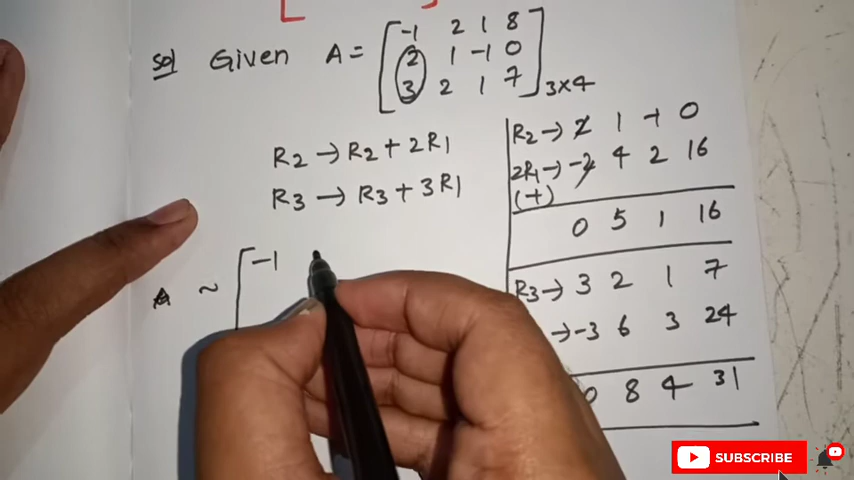 Sol Given A = [ -1 2 1 8
2 1 -1 0
3 2 1 7 ] 3×4
R2 → R2 + 2R1
R3 → R3 + 3R1
R2 → 2 1 -1 0
2R1 → -2 4 2 16
(+)
0 5 1 16
R3 → 3 2 1 7
→ -3 6 3 24
0 8 4 31
A ~ [ -1
SUBSCRIBE